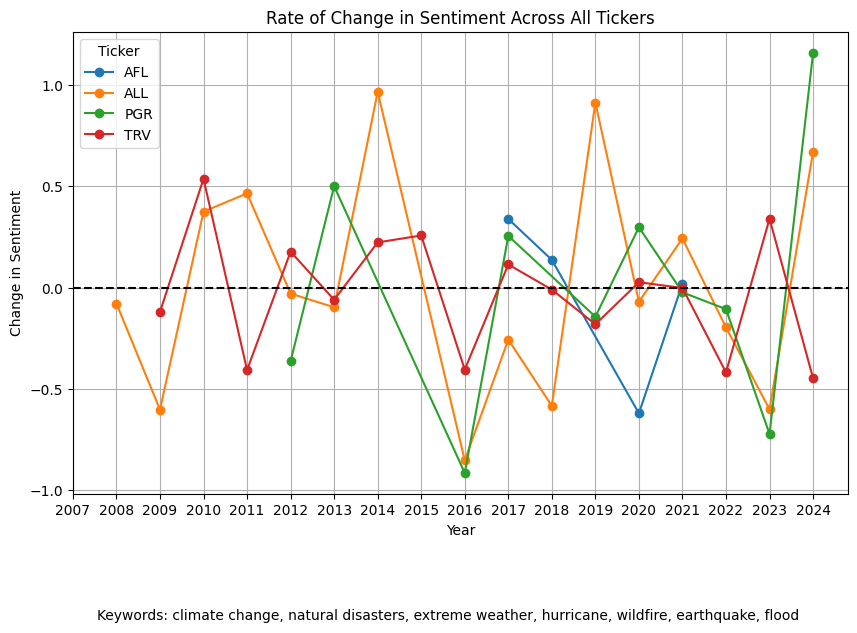 Rate of Change in Sentiment Across All Tickers
Ticker
AFL
ALL
PGR
TRV
Change in Sentiment
1.0
0.5
0.0
−0.5
−1.0
2007 2008 2009 2010 2011 2012 2013 2014 2015 2016 2017 2018 2019 2020 2021 2022 2023 2024
Year
Keywords: climate change, natural disasters, extreme weather, hurricane, wildfire, earthquake, flood